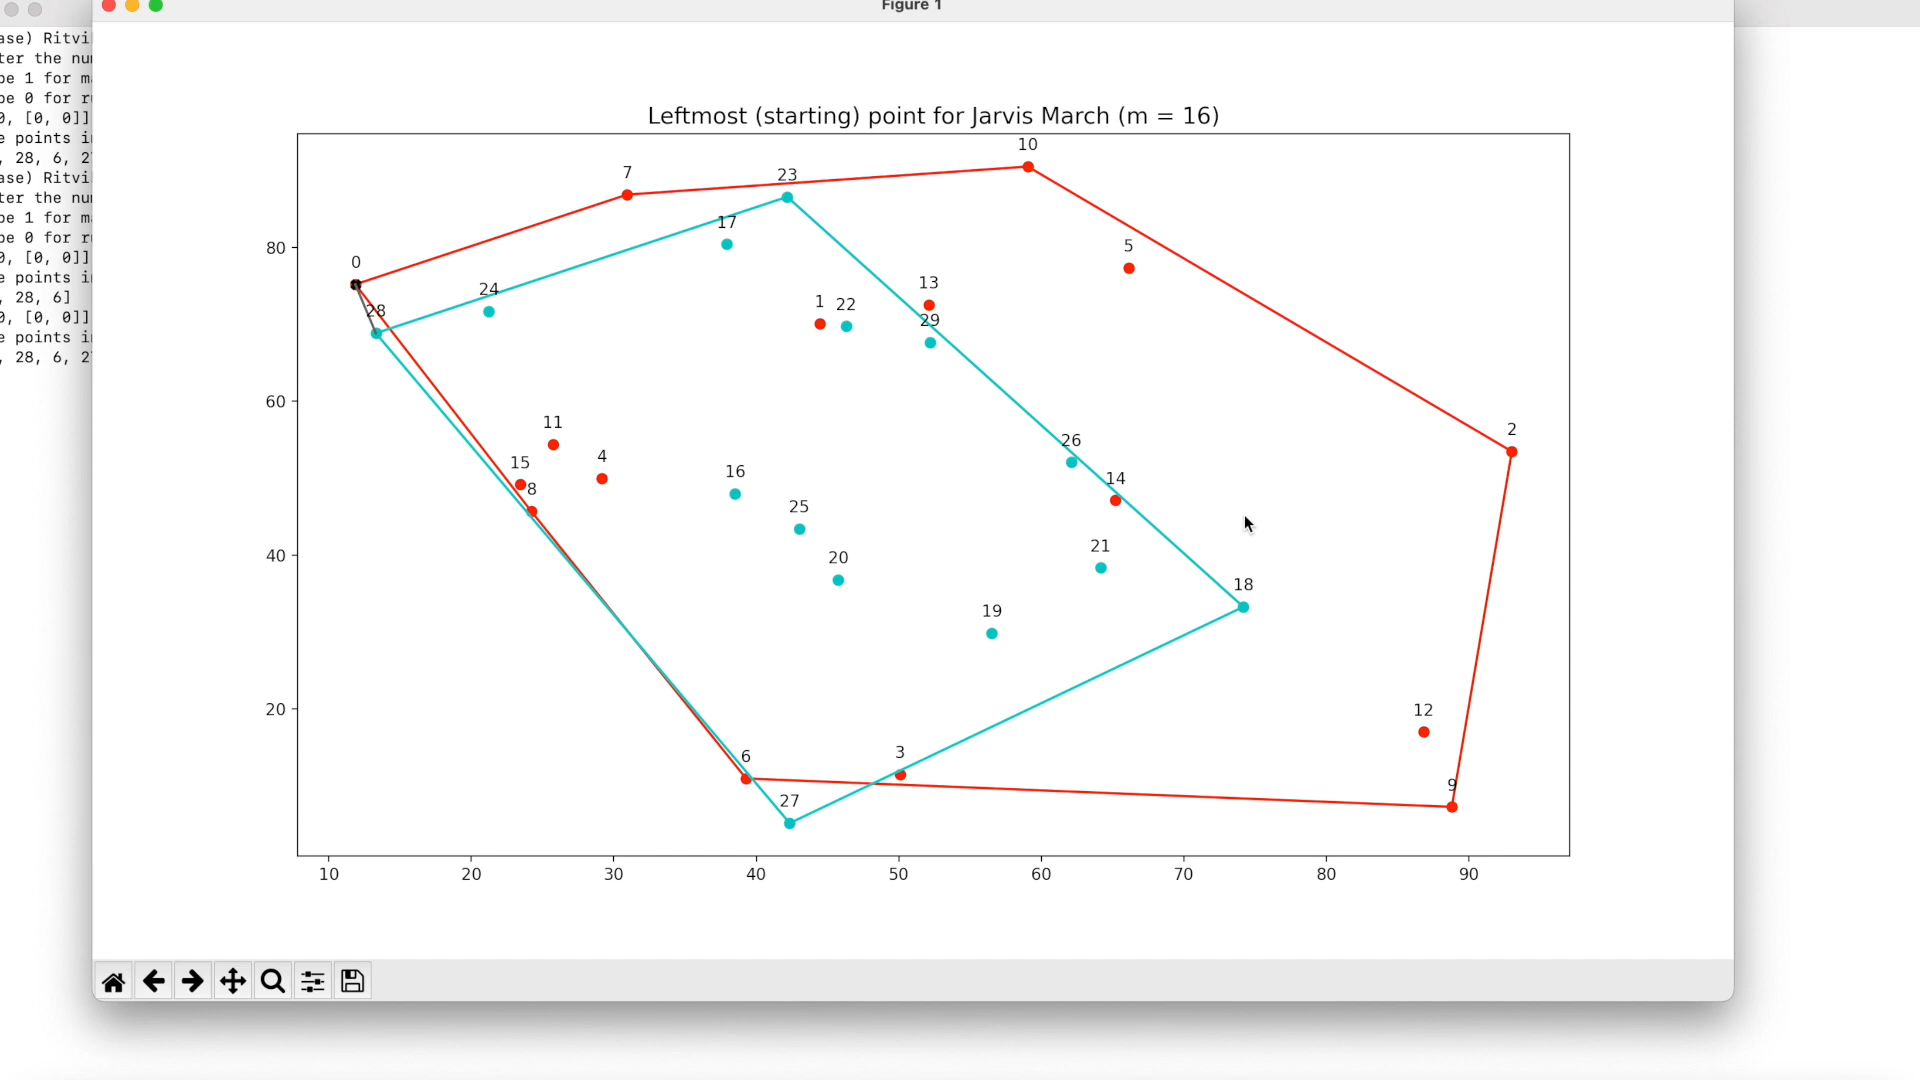 Figure 1
ase) Ritvi
ter the nu
pe 1 for m
pe 0 for r
0, [0, 0]]
e points i
, 28, 6, 2
ase) Ritvi
ter the nu
pe 1 for m
pe 0 for r
0, [0, 0]]
e points i
, 28, 6]
0, [0, 0]]
e points i
, 28, 6, 2
Leftmost (starting) point for Jarvis March (m = 16)
10
7
23
17
80
5
0
24
13
28
1
22
29
60
11
2
26
15
4
16
14
8
25
40
21
20
18
19
20
12
6
3
9
27
10
20
30
40
50
60
70
80
90